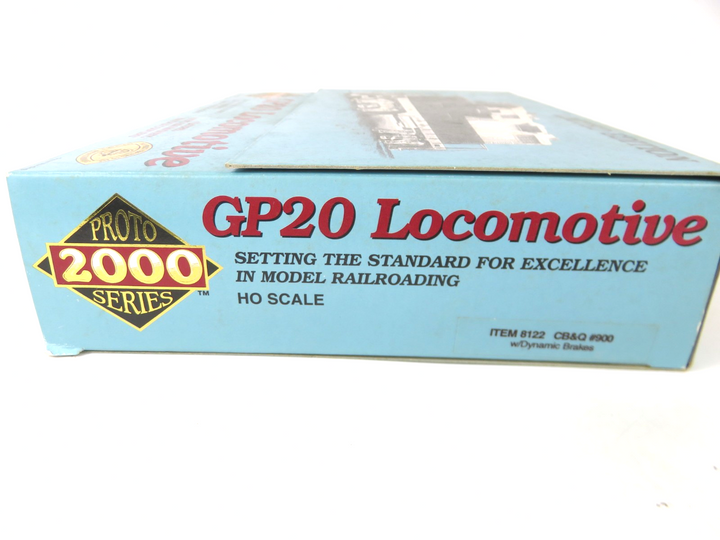 Locomotive
PROTO
2000
SERIES
™
GP20 Locomotive
SETTING THE STANDARD FOR EXCELLENCE
IN MODEL RAILROADING
HO SCALE
ITEM 8122 CB&Q #900
w/Dynamic Brakes